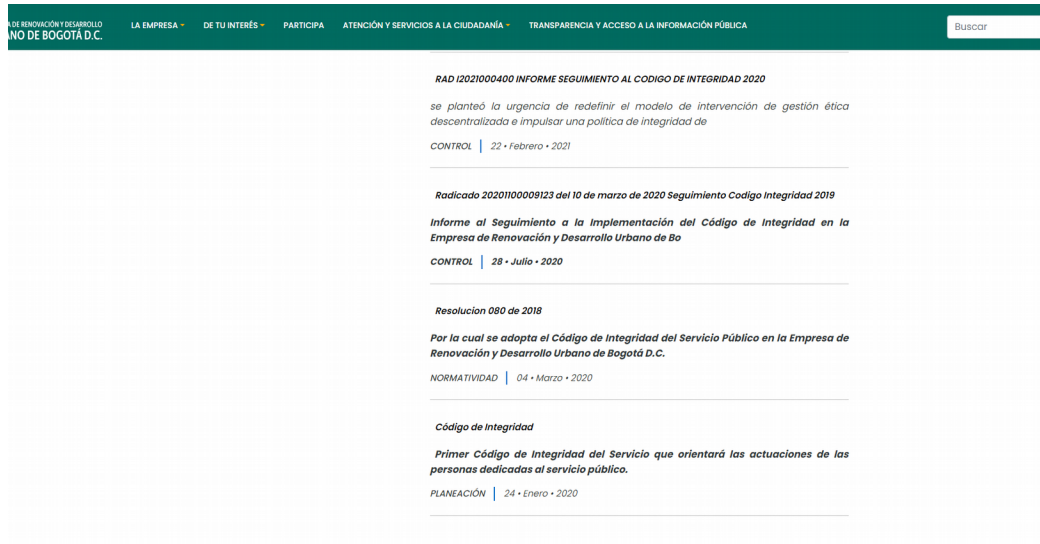 DE RENOVACIÓN Y DESARROLLO
NO DE BOGOTÁ D.C.
LA EMPRESA
DE TU INTERÉS
PARTICIPA
ATENCIÓN Y SERVICIOS A LA CIUDADANÍA
TRANSPARENCIA Y ACCESO A LA INFORMACIÓN PÚBLICA
Buscar
RAD I2021000400 INFORME SEGUIMIENTO AL CODIGO DE INTEGRIDAD 2020
se planteó la urgencia de redefinir el modelo de intervención de gestión ética
descentralizada e impulsar una política de integridad de
CONTROL | 22 • Febrero • 2021
Radicado 20201100009123 del 10 de marzo de 2020 Seguimiento Codigo Integridad 2019
Informe al Seguimiento a la Implementación del Código de Integridad en la
Empresa de Renovación y Desarrollo Urbano de Bo
CONTROL | 28 • Julio • 2020
Resolucion 080 de 2018
Por la cual se adopta el Código de Integridad del Servicio Público en la Empresa de
Renovación y Desarrollo Urbano de Bogotá D.C.
NORMATIVIDAD | 04 • Marzo • 2020
Código de Integridad
Primer Código de Integridad del Servicio que orientará las actuaciones de las
personas dedicadas al servicio público.
PLANEACIÓN | 24 • Enero • 2020